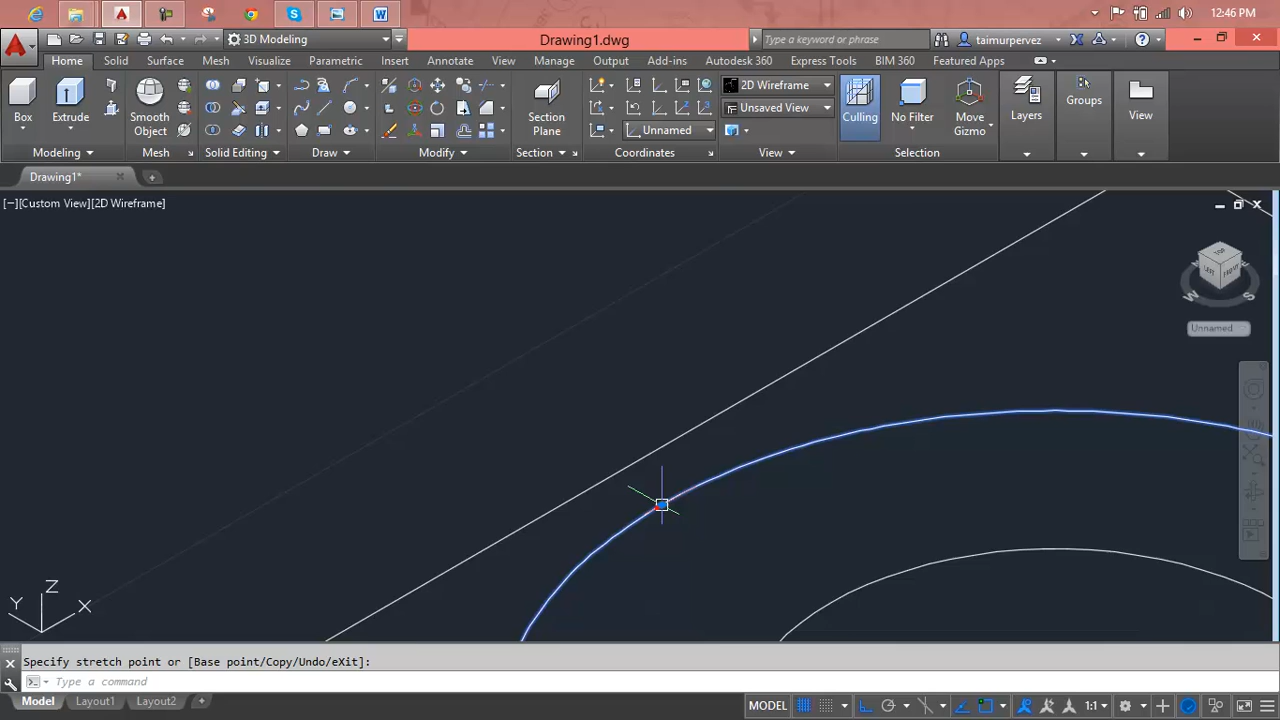 12:46 PM
3D Modeling
Drawing1.dwg
Type a keyword or phrase
taimurpervez
Home Solid Surface Mesh Visualize Parametric Insert Annotate View Manage Output Add-ins Autodesk 360 Express Tools BIM 360 Featured Apps
2D Wireframe
Unsaved View
Unnamed
Box Extrude Smooth Object Section Plane Culling No Filter Move Gizmo Layers Groups View
Modeling Mesh Solid Editing Draw Modify Section Coordinates View Selection
Drawing1*
[−][Custom View][2D Wireframe]
TOP
LEFT FRONT
W S
Unnamed
Z
Y X
Specify stretch point or [Base point/Copy/Undo/eXit]:
Type a command
Model Layout1 Layout2 +
MODEL 1:1